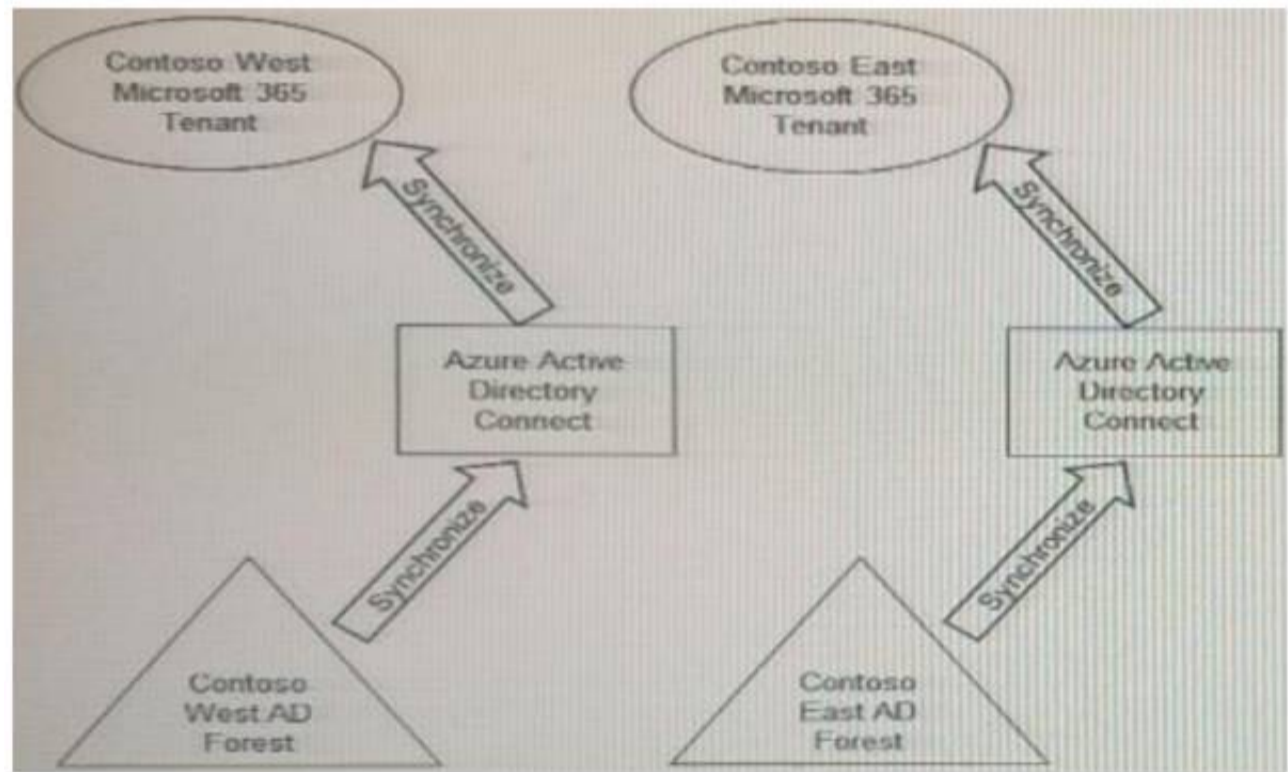 Contoso West
Microsoft 365
Tenant
Contoso East
Microsoft 365
Tenant
Synchronize
Synchronize
Azure Active
Directory
Connect
Azure Active
Directory
Connect
Synchronize
Synchronize
Contoso
West AD
Forest
Contoso
East AD
Forest